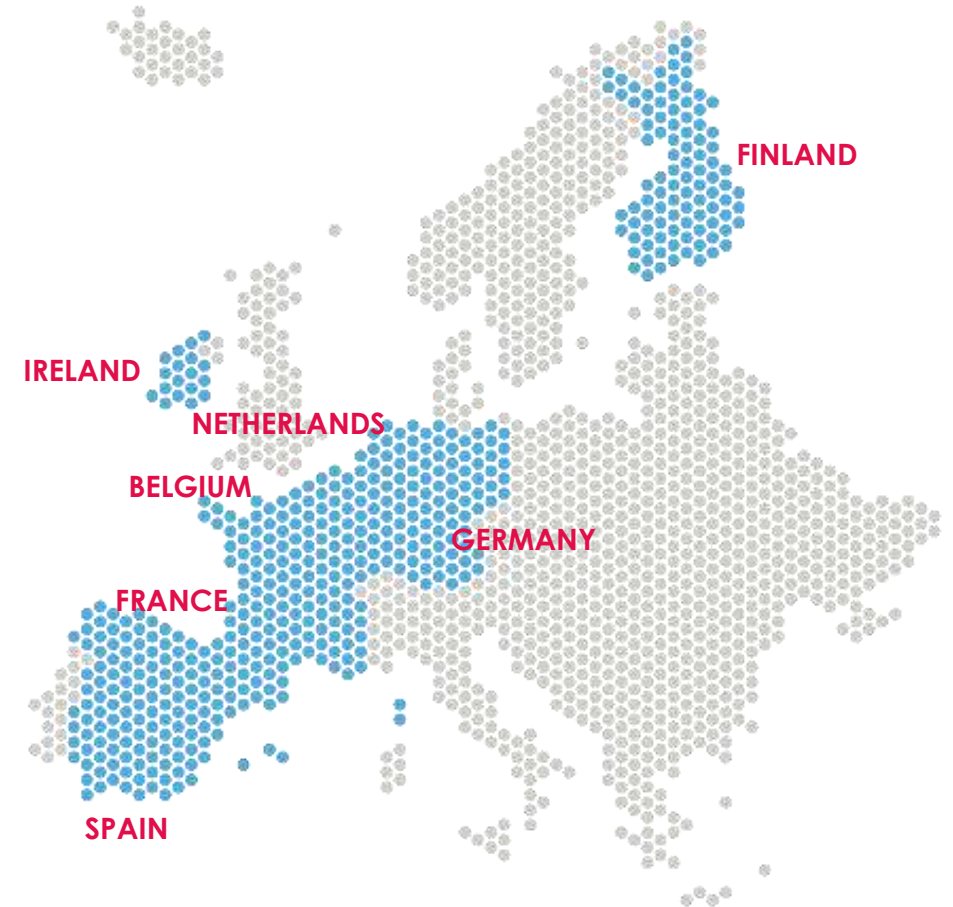 FINLAND
IRELAND
NETHERLANDS
BELGIUM
GERMANY
FRANCE
SPAIN